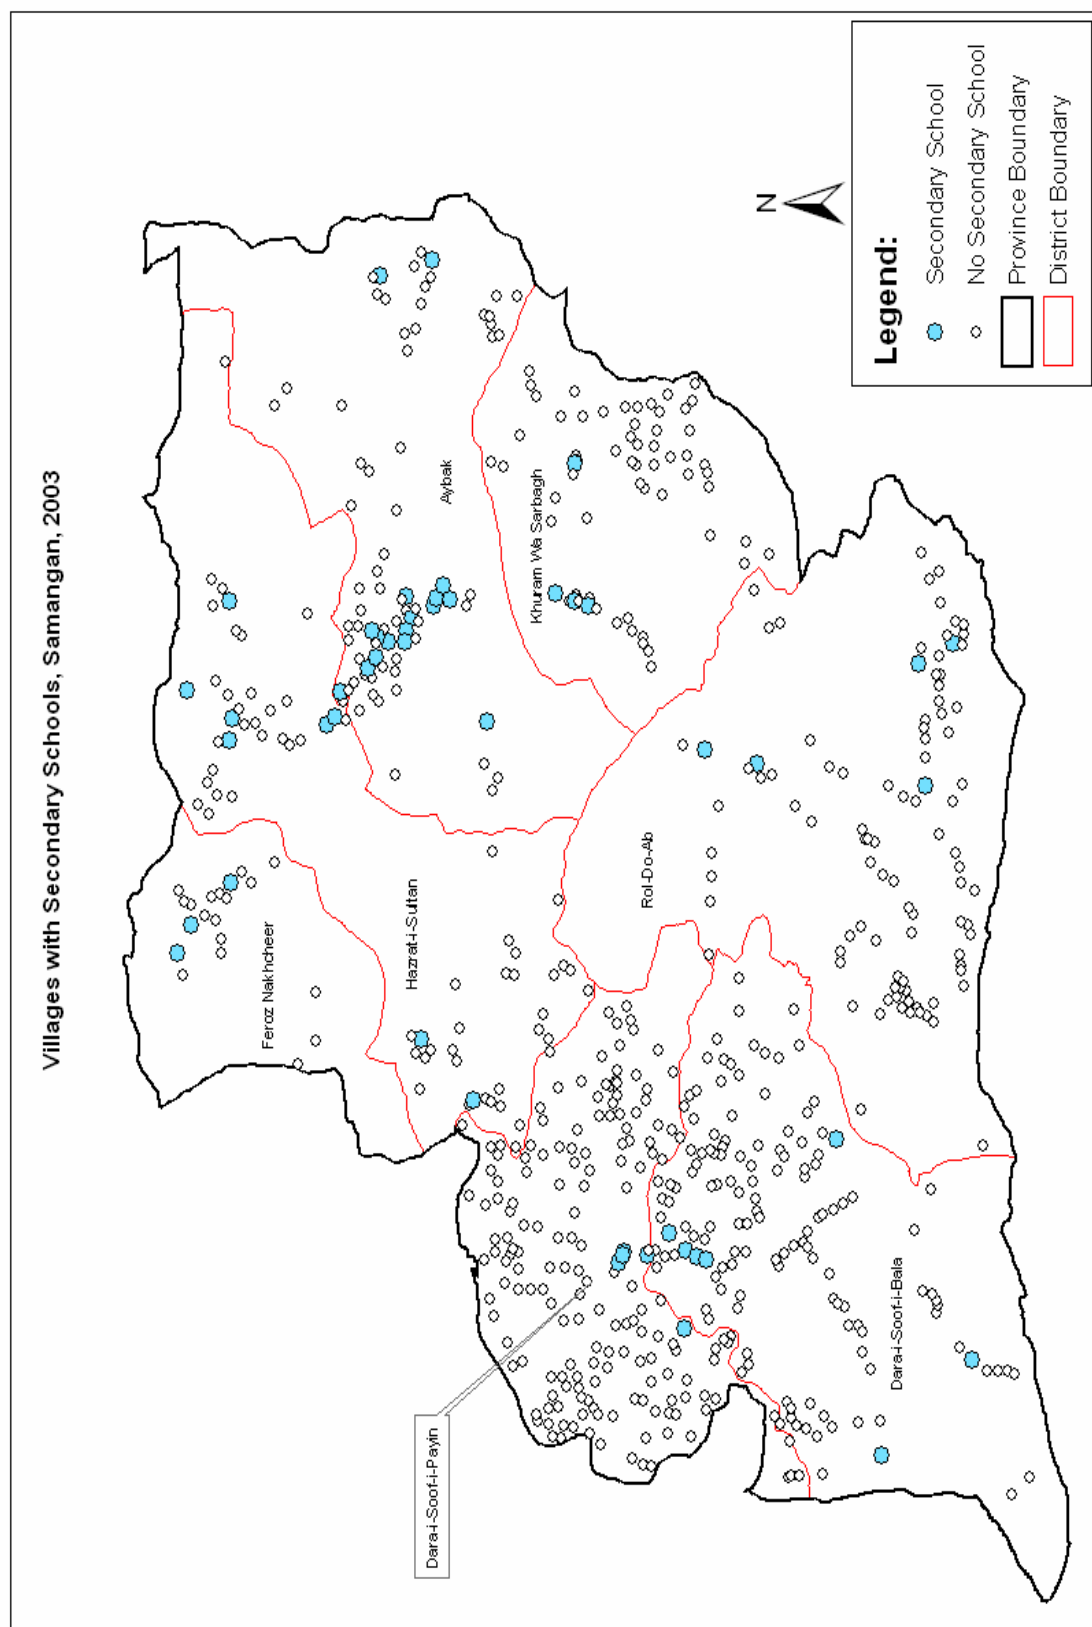 Villages with Secondary Schools, Samangan, 2003
Feroz Nakhcheer
Hazrat-i-Sultan
Aybak
Khuram Wa Sarbagh
Rol-Do-Ab
Dara-i-Soof-i-Payin
Dara-i-Soof-i-Bala
N
Legend:
Secondary School
No Secondary School
Province Boundary
District Boundary